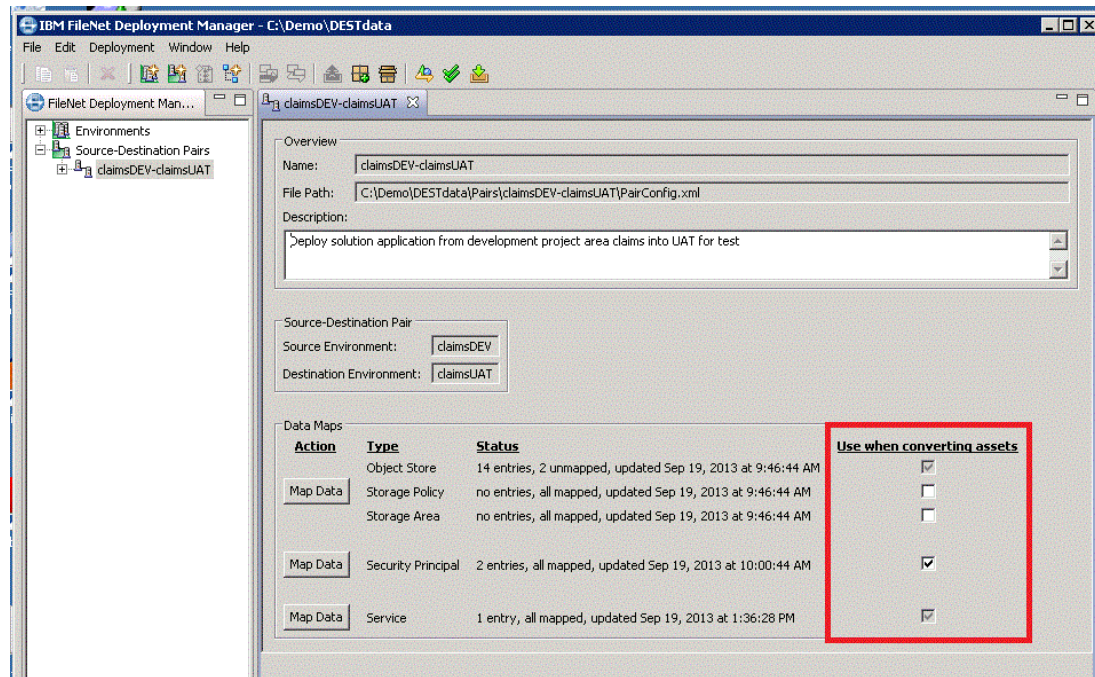 IBM FileNet Deployment Manager - C:\Demo\DESTdata
File Edit Deployment Window Help
FileNet Deployment Man...
claimsDEV-claimsUAT
Environments
Source-Destination Pairs
claimsDEV-claimsUAT
Overview
Name: claimsDEV-claimsUAT
File Path: C:\Demo\DESTdata\Pairs\claimsDEV-claimsUAT\PairConfig.xml
Description:
Deploy solution application from development project area claims into UAT for test
Source-Destination Pair
Source Environment: claimsDEV
Destination Environment: claimsUAT
Data Maps
Action Type Status Use when converting assets
Object Store 14 entries, 2 unmapped, updated Sep 19, 2013 at 9:46:44 AM
Map Data Storage Policy no entries, all mapped, updated Sep 19, 2013 at 9:46:44 AM
Storage Area no entries, all mapped, updated Sep 19, 2013 at 9:46:44 AM
Map Data Security Principal 2 entries, all mapped, updated Sep 19, 2013 at 10:00:44 AM
Map Data Service 1 entry, all mapped, updated Sep 19, 2013 at 1:36:28 PM